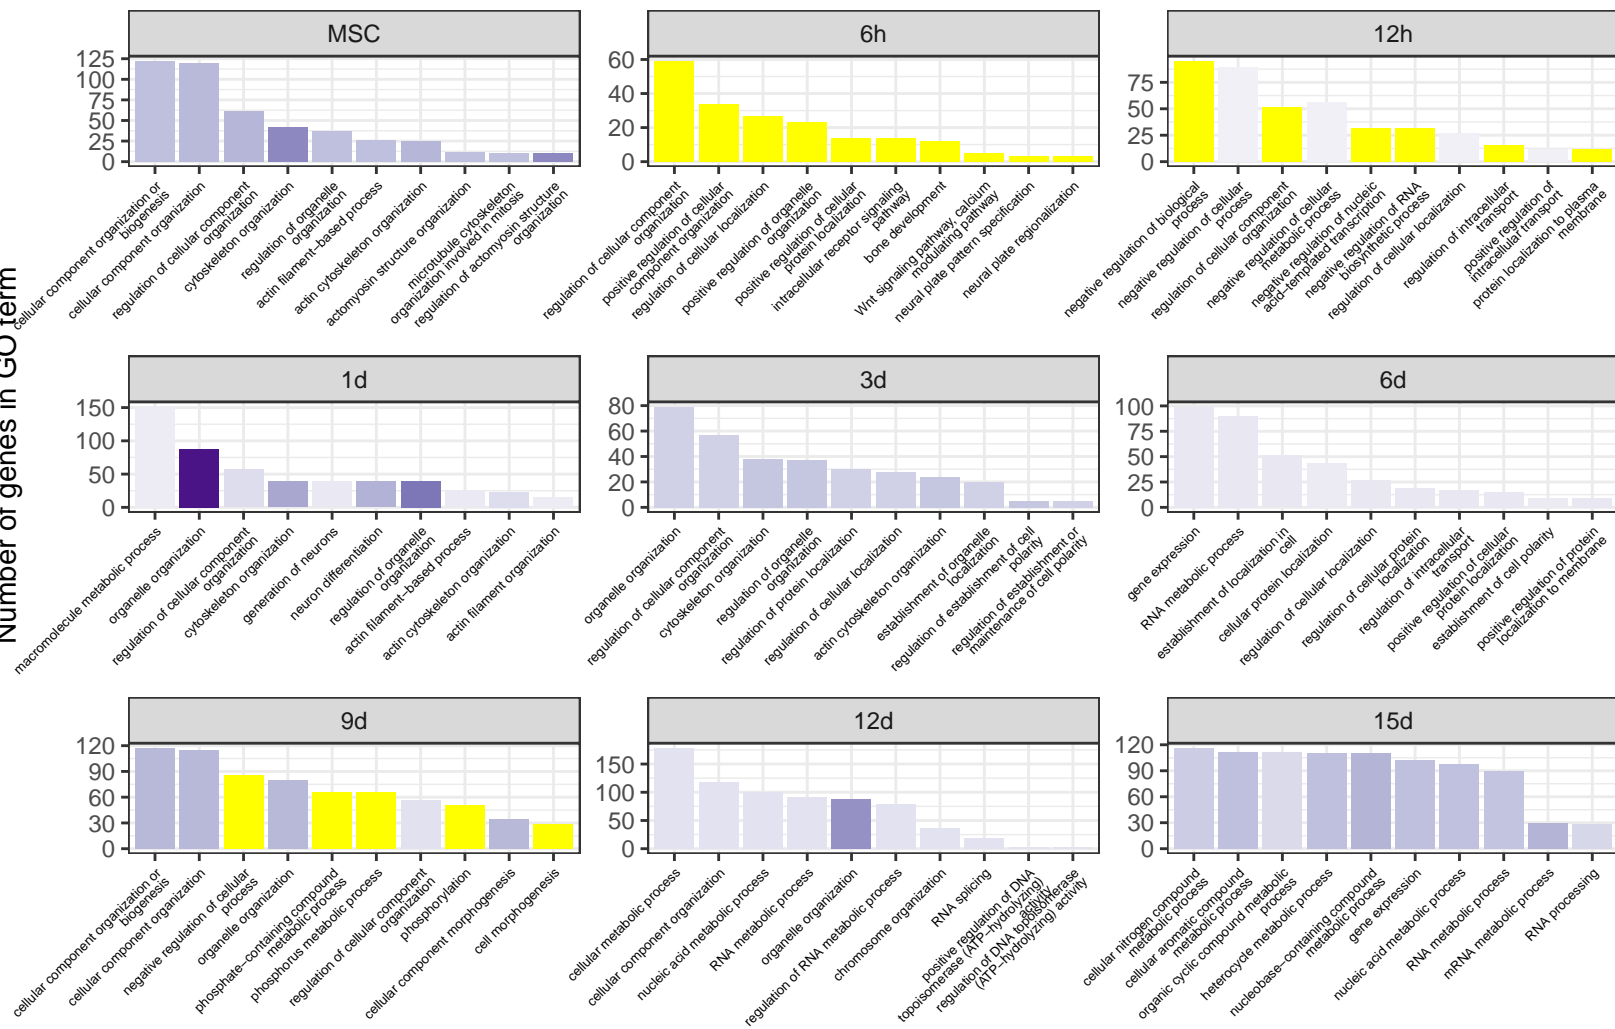 Number of genes in GO term
MSC
125
100
75
50
25
0
cellular component organization or
biogenesis
cellular component organization
regulation of cellular component
organization
cytoskeleton organization
regulation of organelle
organization
actin filament−based process
actin cytoskeleton organization
actomyosin structure organization
microtubule cytoskeleton
organization involved in mitosis
regulation of actomyosin structure
organization
6h
60
40
20
0
regulation of cellular component
organization
positive regulation of cellular
component organization
regulation of cellular localization
positive regulation of organelle
organization
positive regulation of cellular
protein localization
intracellular receptor signaling
pathway
bone development
Wnt signaling pathway, calcium
modulating pathway
neural plate pattern specification
neural plate regionalization
12h
75
50
25
0
negative regulation of biological
process
negative regulation of cellular
process
regulation of cellular component
organization
negative regulation of cellular
metabolic process
negative regulation of nucleic
acid−templated transcription
negative regulation of RNA
biosynthetic process
regulation of cellular localization
regulation of intracellular
transport
positive regulation of
intracellular transport
protein localization to plasma
membrane
1d
150
100
50
0
macromolecule metabolic process
organelle organization
regulation of cellular component
organization
cytoskeleton organization
generation of neurons
neuron differentiation
regulation of organelle
organization
actin filament−based process
actin cytoskeleton organization
actin filament organization
3d
80
60
40
20
0
organelle organization
regulation of cellular component
organization
cytoskeleton organization
regulation of organelle
organization
regulation of protein localization
regulation of cellular localization
actin cytoskeleton organization
establishment of organelle
localization
regulation of establishment of cell
polarity
regulation of establishment or
maintenance of cell polarity
6d
100
75
50
25
0
gene expression
RNA metabolic process
establishment of localization in
cell
cellular protein localization
regulation of cellular localization
regulation of cellular protein
localization
regulation of intracellular
transport
positive regulation of cellular
protein localization
establishment of cell polarity
positive regulation of protein
localization to membrane
9d
120
90
60
30
0
cellular component organization or
biogenesis
cellular component organization
negative regulation of cellular
process
organelle organization
phosphate−containing compound
metabolic process
phosphorus metabolic process
regulation of cellular component
organization
phosphorylation
cellular component morphogenesis
cell morphogenesis
12d
150
100
50
0
cellular metabolic process
cellular component organization
nucleic acid metabolic process
RNA metabolic process
organelle organization
regulation of RNA metabolic process
chromosome organization
RNA splicing
positive regulation of DNA
topoisomerase (ATP−hydrolyzing)
activity
regulation of DNA topoisomerase
(ATP−hydrolyzing) activity
15d
120
90
60
30
0
cellular nitrogen compound
metabolic process
cellular aromatic compound
metabolic process
organic cyclic compound metabolic
process
heterocycle metabolic process
nucleobase−containing compound
metabolic process
gene expression
nucleic acid metabolic process
RNA metabolic process
mRNA metabolic process
RNA processing